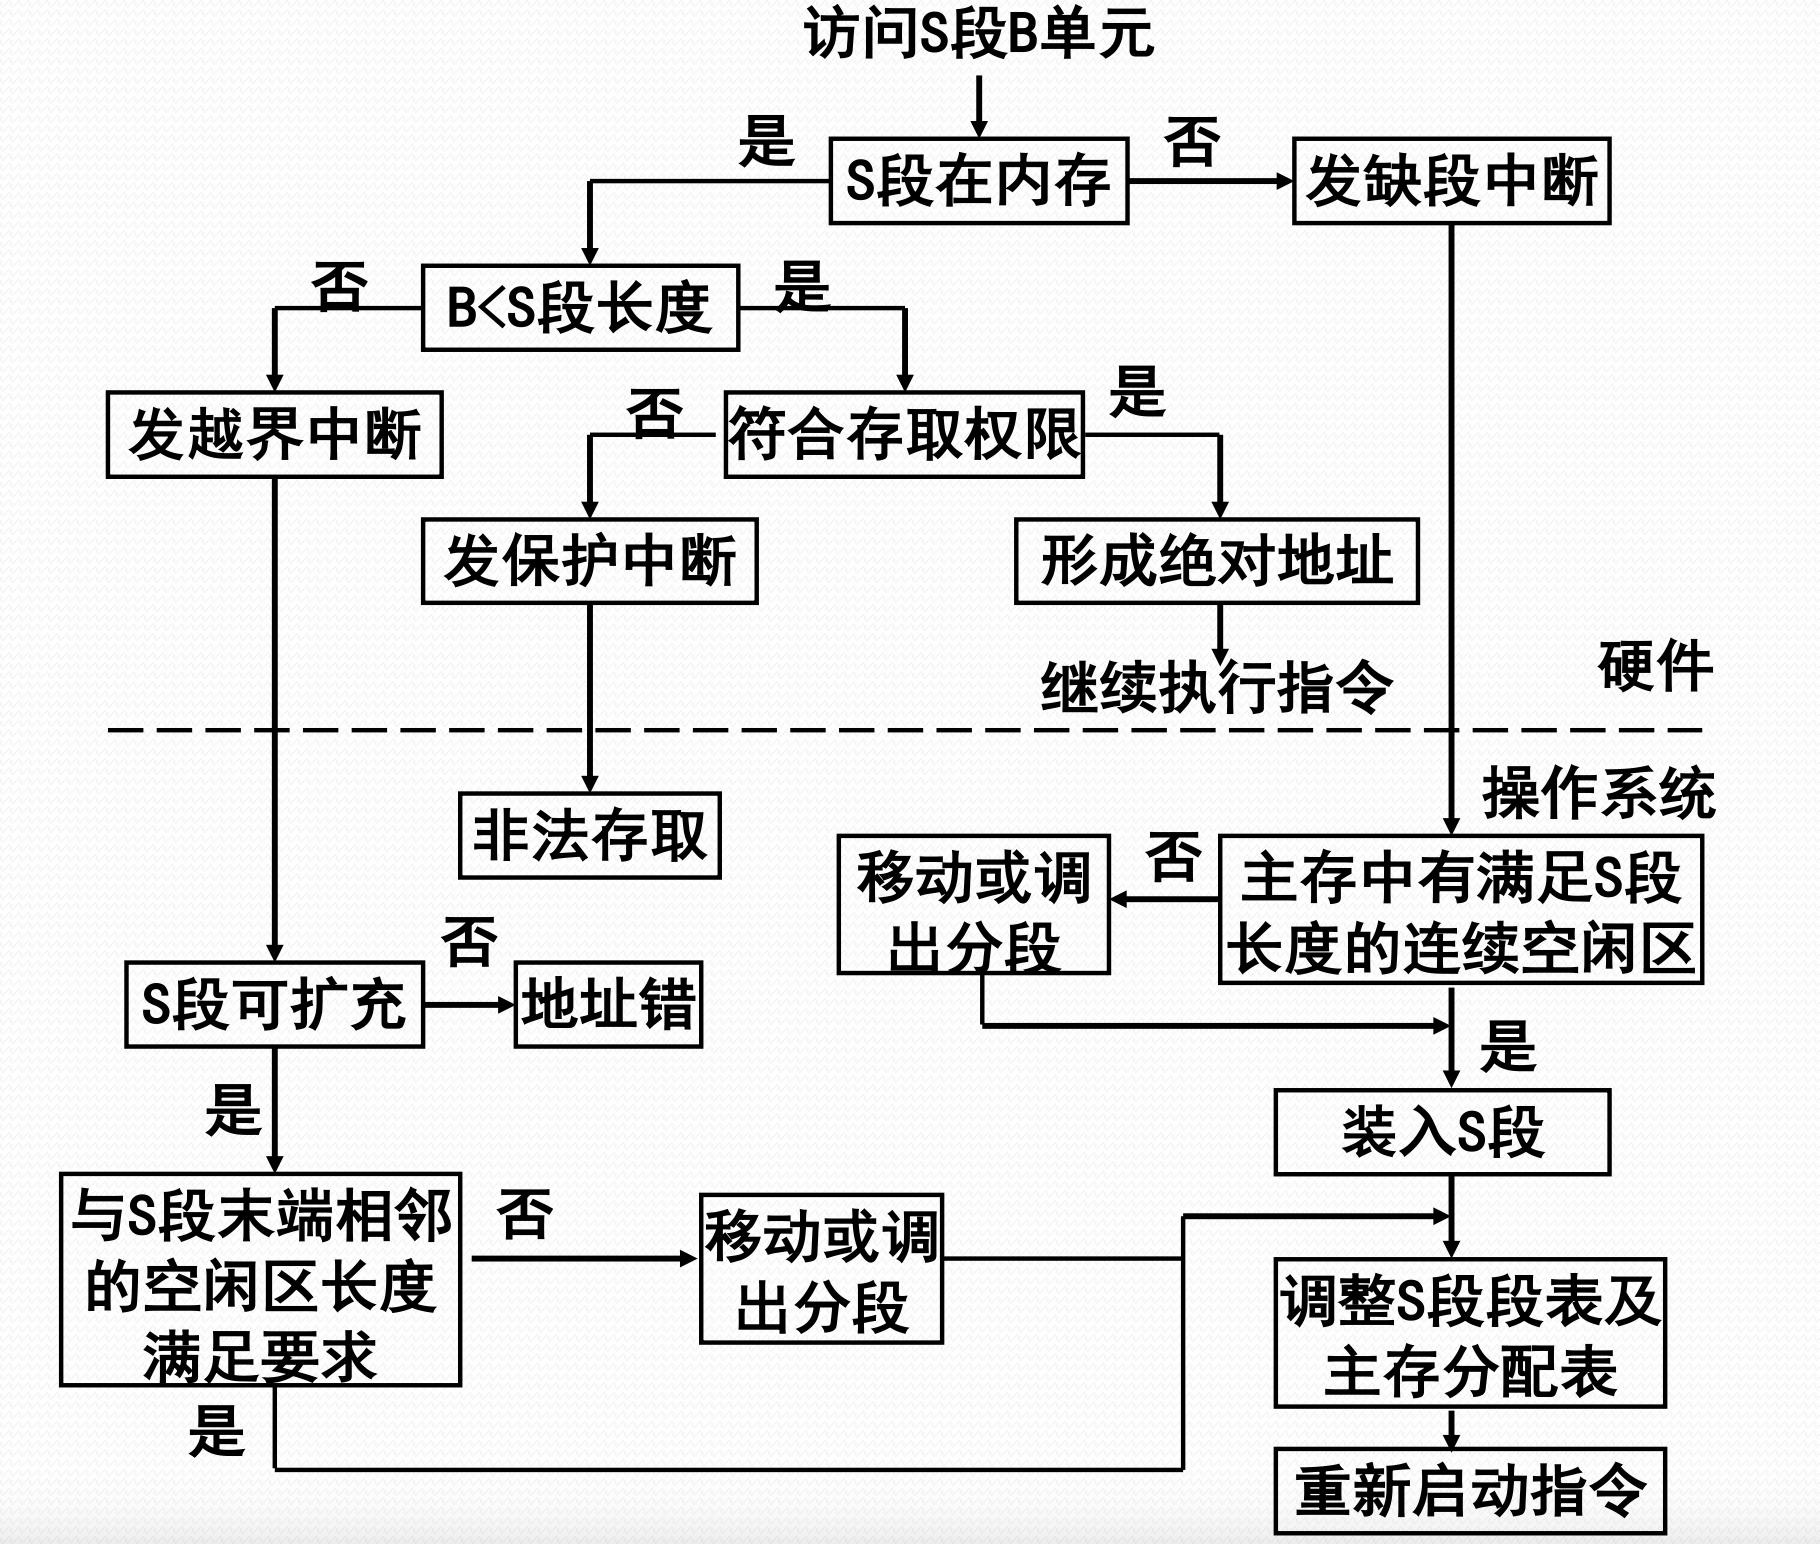 访问S段B单元
是
S段在内存
否
发缺段中断
否
B<S段长度
是
发越界中断
否
符合存取权限
是
发保护中断
形成绝对地址
继续执行指令
硬件
操作系统
非法存取
移动或调
出分段
否
主存中有满足S段
长度的连续空闲区
否
S段可扩充
地址错
是
是
装入S段
与S段末端相邻
的空闲区长度
满足要求
否
移动或调
出分段
调整S段段表及
主存分配表
是
重新启动指令